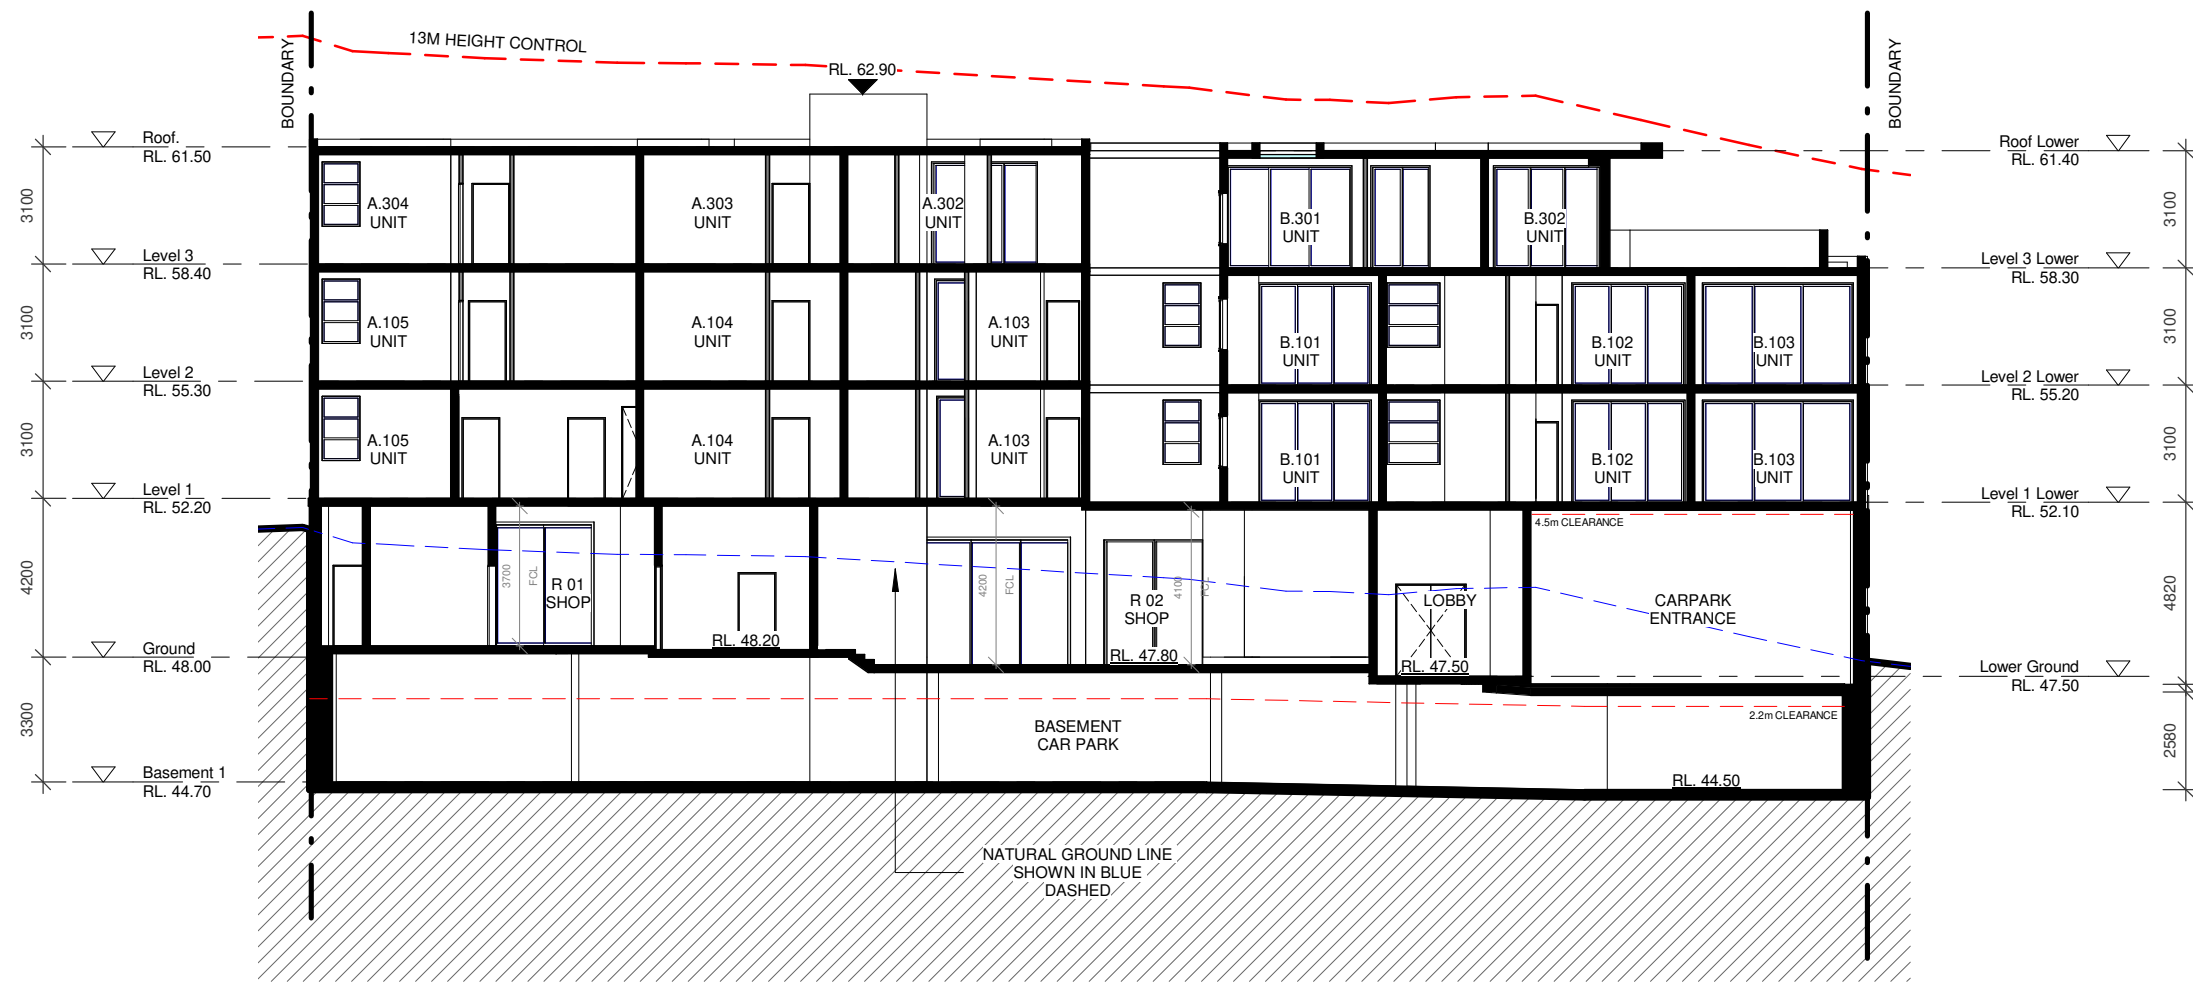 13M HEIGHT CONTROL
BOUNDARY
BOUNDARY
RL. 62.90
Roof.
RL. 61.50
Level 3
RL. 58.40
Level 2
RL. 55.30
Level 1
RL. 52.20
Ground
RL. 48.00
Basement 1
RL. 44.70
3100
3100
3100
4200
3300
Roof Lower
RL. 61.40
Level 3 Lower
RL. 58.30
Level 2 Lower
RL. 55.20
Level 1 Lower
RL. 52.10
Lower Ground
RL. 47.50
3100
3100
3100
4820
2580
A.304
UNIT
A.303
UNIT
A.302
UNIT
B.301
UNIT
B.302
UNIT
A.105
UNIT
A.104
UNIT
A.103
UNIT
B.101
UNIT
B.102
UNIT
B.103
UNIT
A.105
UNIT
A.104
UNIT
A.103
UNIT
B.101
UNIT
B.102
UNIT
B.103
UNIT
4.5m CLEARANCE
3700
FCL
R 01
SHOP
RL. 48.20
4200
FCL
R 02
SHOP
RL. 47.80
4100
FCL
LOBBY
RL. 47.50
CARPARK
ENTRANCE
2.2m CLEARANCE
BASEMENT
CAR PARK
RL. 44.50
NATURAL GROUND LINE
SHOWN IN BLUE
DASHED